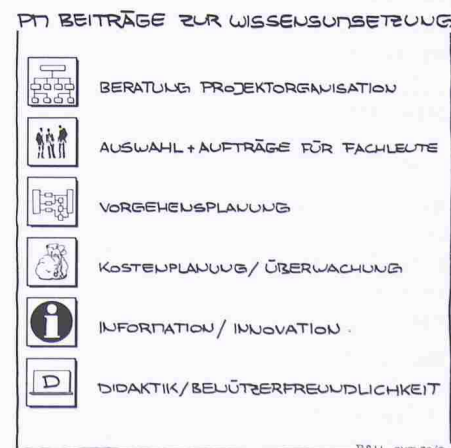 PM BEITRÄGE ZUR WISSENSUMSETZUNG
BERATUNG PROJEKTORGANISATION
AUSWAHL + AUFTRÄGE FÜR FACHLEUTE
VORGEHENSPLANUNG
KOSTENPLANUNG / ÜBERWACHUNG
i
INFORMATION / INNOVATION
D
DIDAKTIK / BENÜTZERFREUNDLICHKEIT